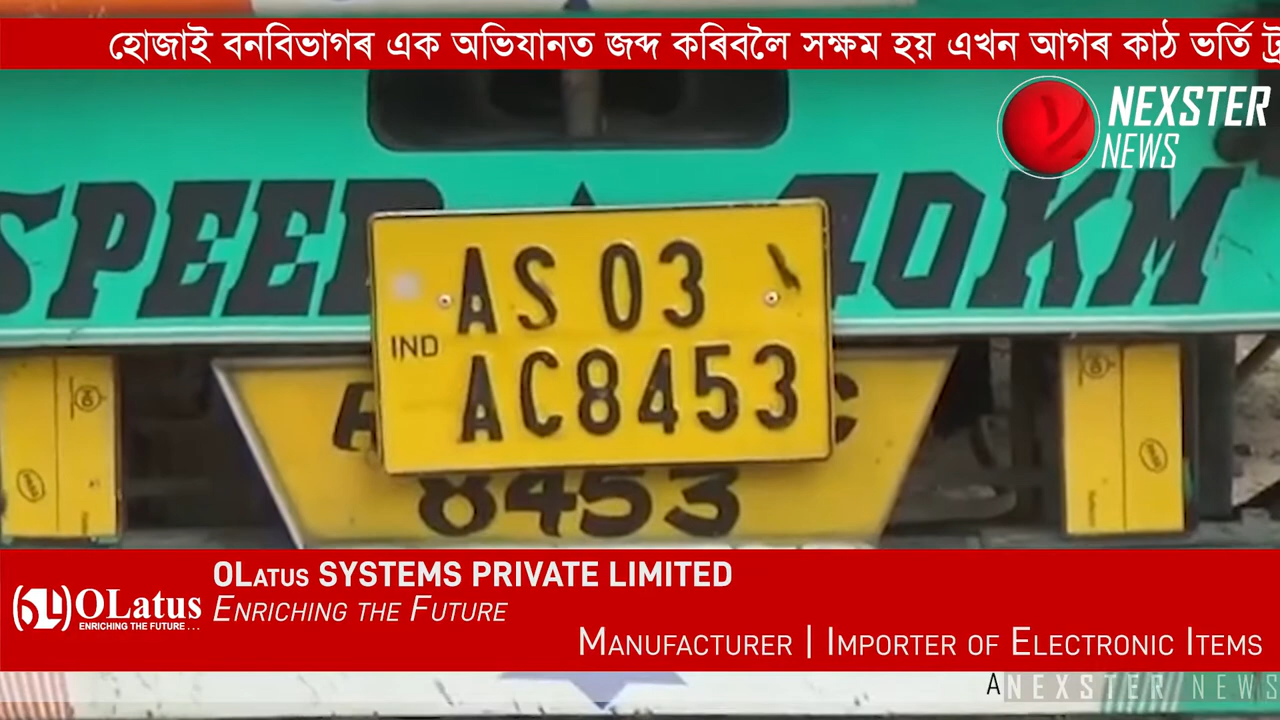 হোজাই বনবিভাগৰ এক অভিযানত জব্দ কৰিবলৈ সক্ষম হয় এখন আগৰ কাঠ ভৰ্তি
NEXSTER
NEWS
SPEED 40KM
AS 03
IND
AC8453
8453
OLatus SYSTEMS PRIVATE LIMITED
OLatus
ENRICHING THE FUTURE...
Enriching the Future
Manufacturer | Importer of Electronic Items
A NEXSTER NEWS